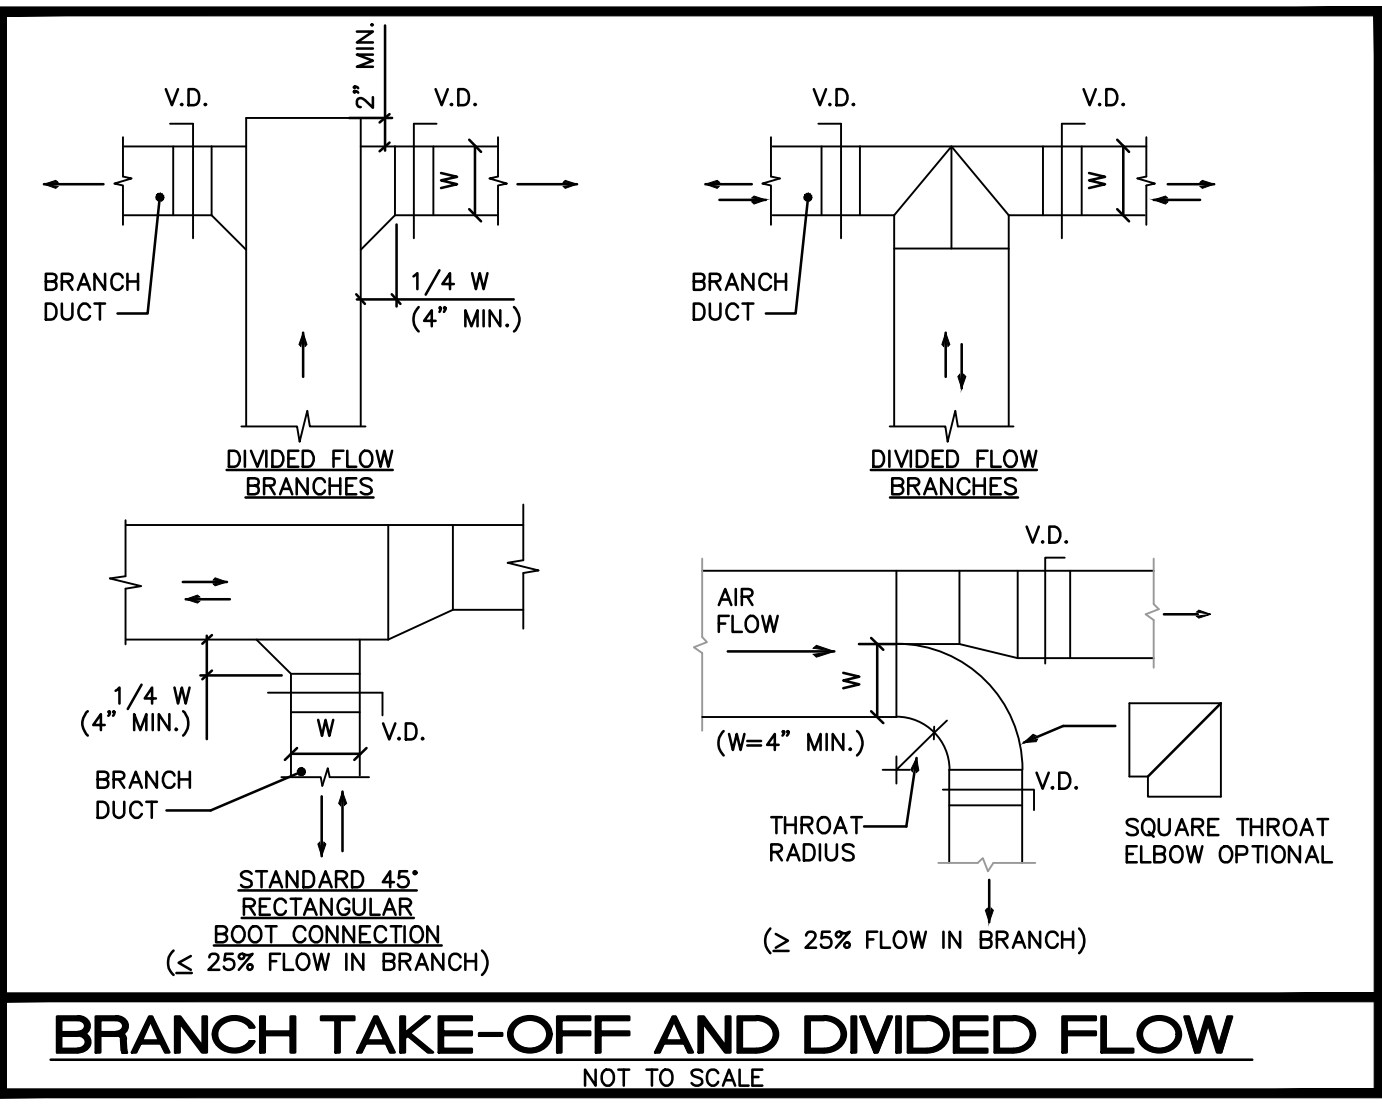 2” MIN.
V.D.
V.D.
W
BRANCH
DUCT
1/4 W
(4” MIN.)
DIVIDED FLOW
BRANCHES
V.D.
V.D.
W
BRANCH
DUCT
DIVIDED FLOW
BRANCHES
1/4 W
(4” MIN.)
W
V.D.
BRANCH
DUCT
STANDARD 45°
RECTANGULAR
BOOT CONNECTION
(≤ 25% FLOW IN BRANCH)
V.D.
AIR
FLOW
W
(W=4” MIN.)
V.D.
THROAT
RADIUS
SQUARE THROAT
ELBOW OPTIONAL
(≥ 25% FLOW IN BRANCH)
BRANCH TAKE-OFF AND DIVIDED FLOW
NOT TO SCALE